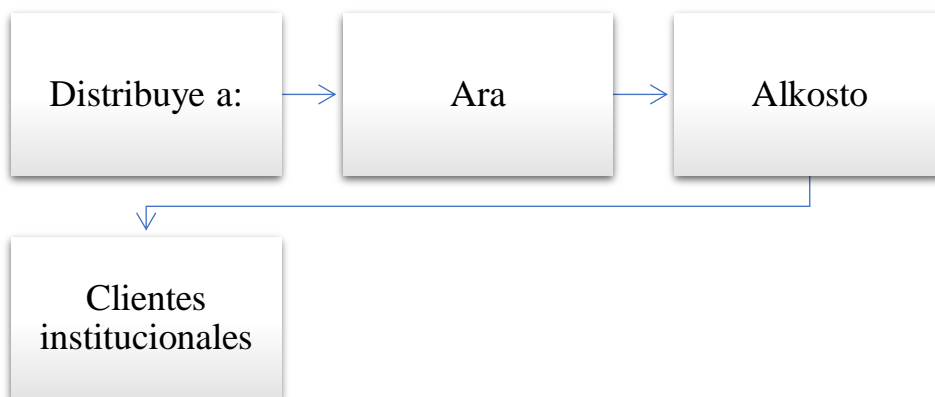 Distribuye a:
Ara
Alkosto
Clientes
institucionales